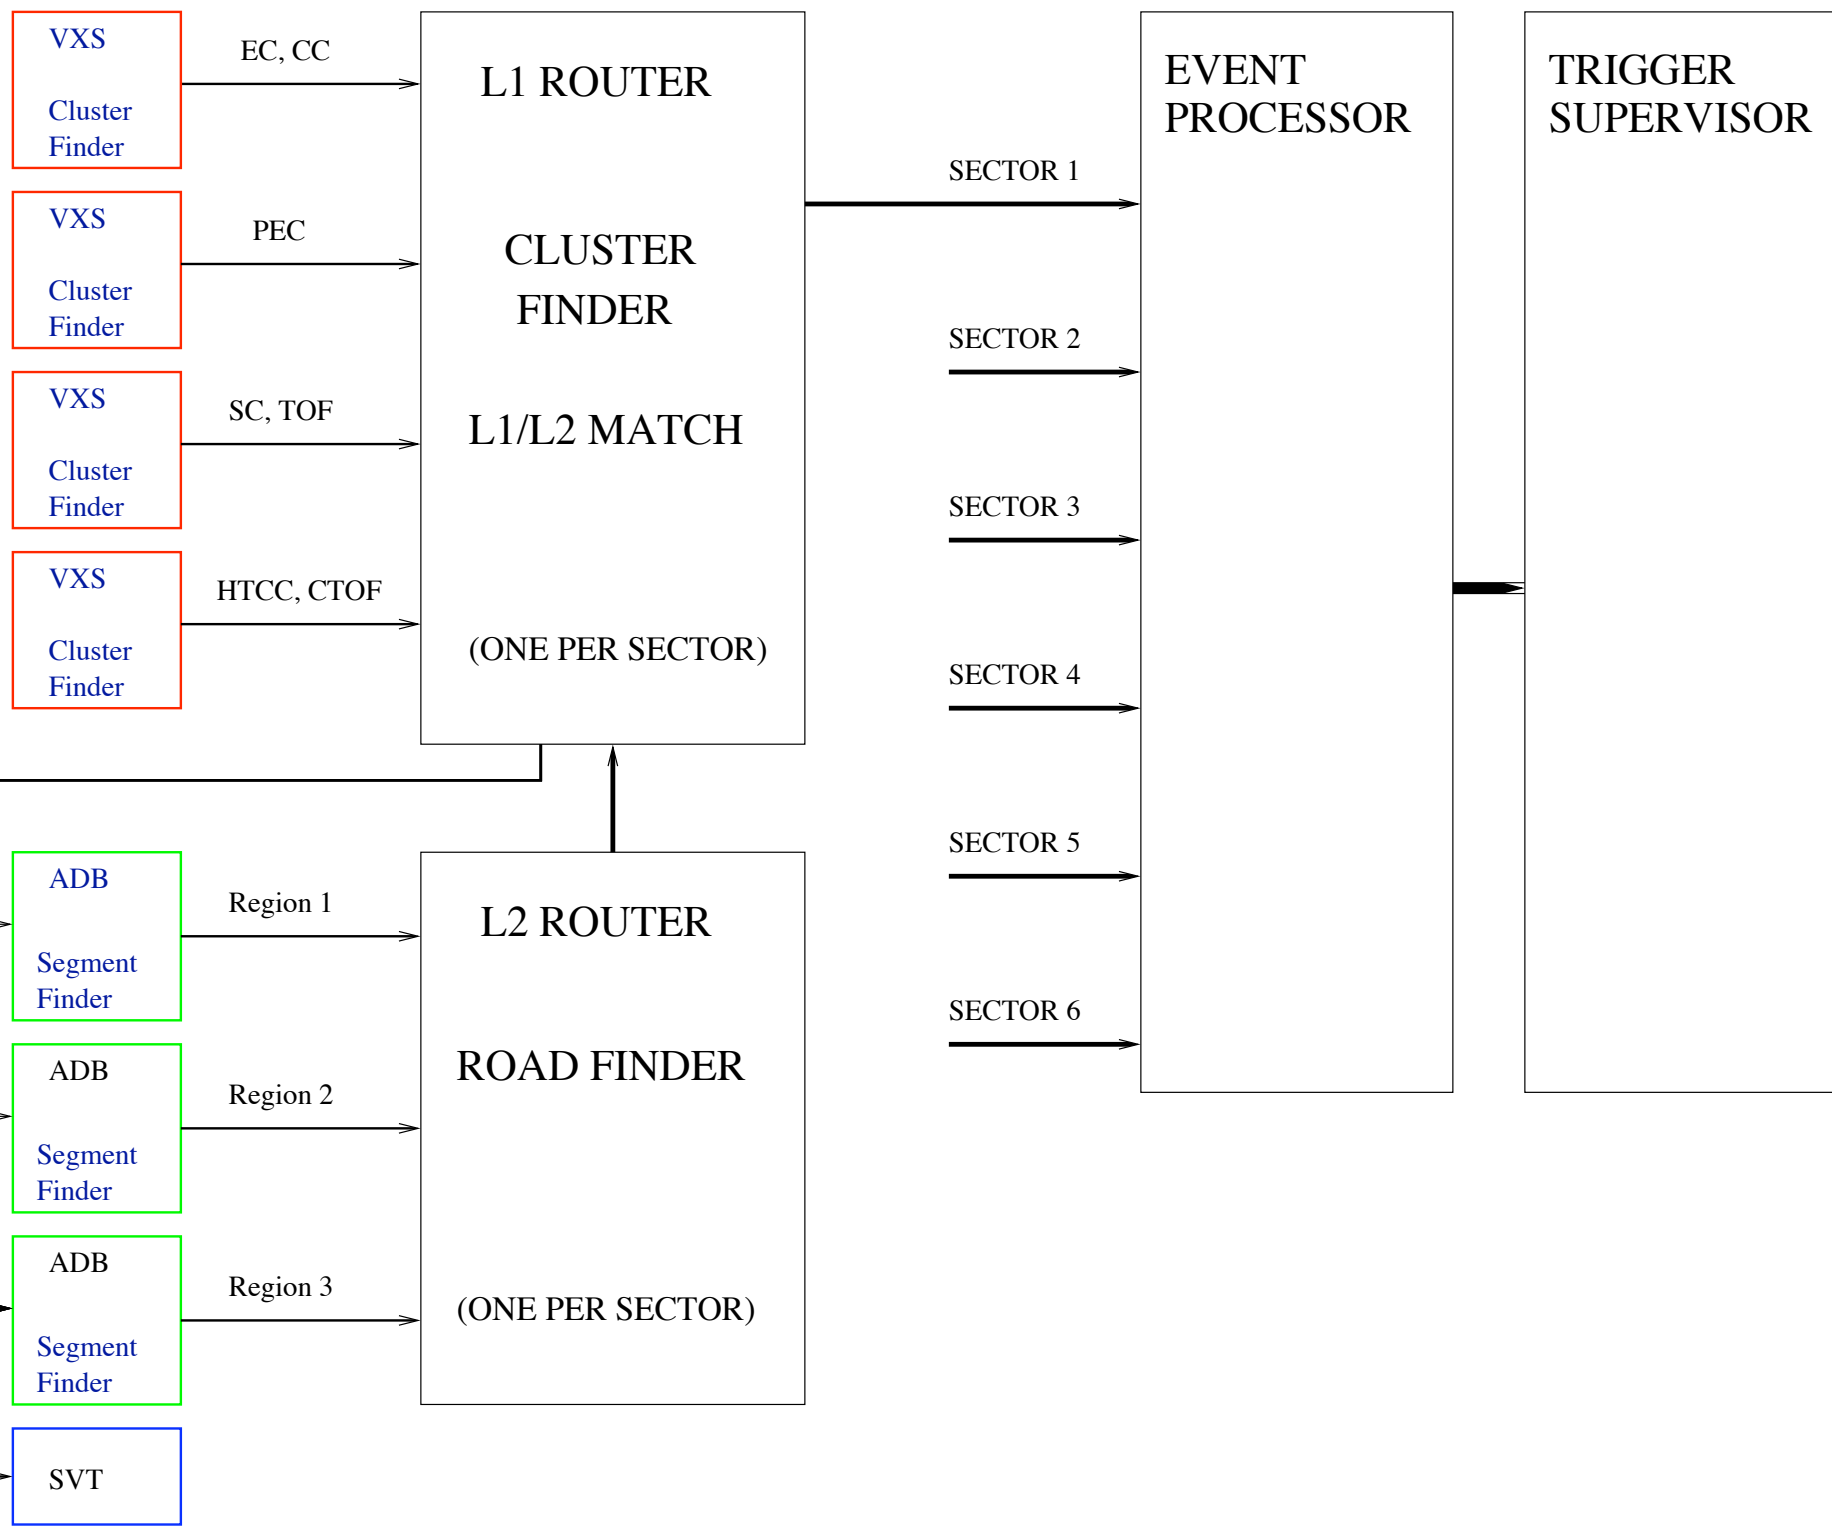 VXS
Cluster
Finder
EC, CC
VXS
Cluster
Finder
PEC
VXS
Cluster
Finder
SC, TOF
VXS
Cluster
Finder
HTCC, CTOF
L1 ROUTER
CLUSTER
FINDER
L1/L2 MATCH
(ONE PER SECTOR)
SECTOR 1
SECTOR 2
SECTOR 3
SECTOR 4
SECTOR 5
SECTOR 6
EVENT
PROCESSOR
TRIGGER
SUPERVISOR
ADB
Segment
Finder
Region 1
ADB
Segment
Finder
Region 2
ADB
Segment
Finder
Region 3
L2 ROUTER
ROAD FINDER
(ONE PER SECTOR)
SVT